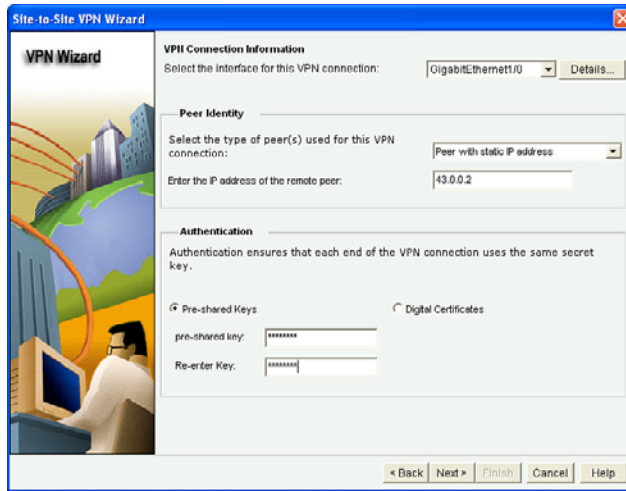 Site-to-Site VPN Wizard
VPN Wizard
VPN Connection Information
Select the interface for this VPN connection:
GigabitEthernet1/0
Details...
Peer Identity
Select the type of peer(s) used for this VPN
connection:
Peer with static IP address
Enter the IP address of the remote peer:
43.0.0.2
Authentication
Authentication ensures that each end of the VPN connection uses the same secret
key.
Pre-shared Keys
Digital Certificates
pre-shared key:
********
Re-enter Key:
********
< Back
Next >
Finish
Cancel
Help